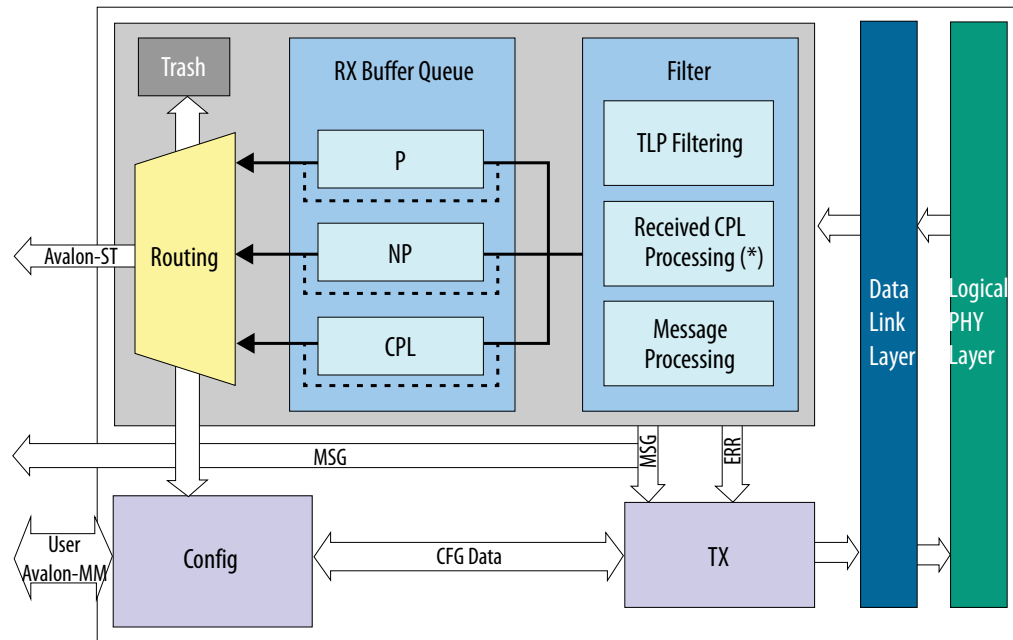 Trash
RX Buffer Queue
Filter
P
TLP Filtering
Avalon-ST
Routing
NP
Received CPL
Processing (*)
CPL
Message
Processing
Data
Link
Layer
Logical
PHY
Layer
MSG
MSG
ERR
User
Avalon-MM
Config
CFG Data
TX